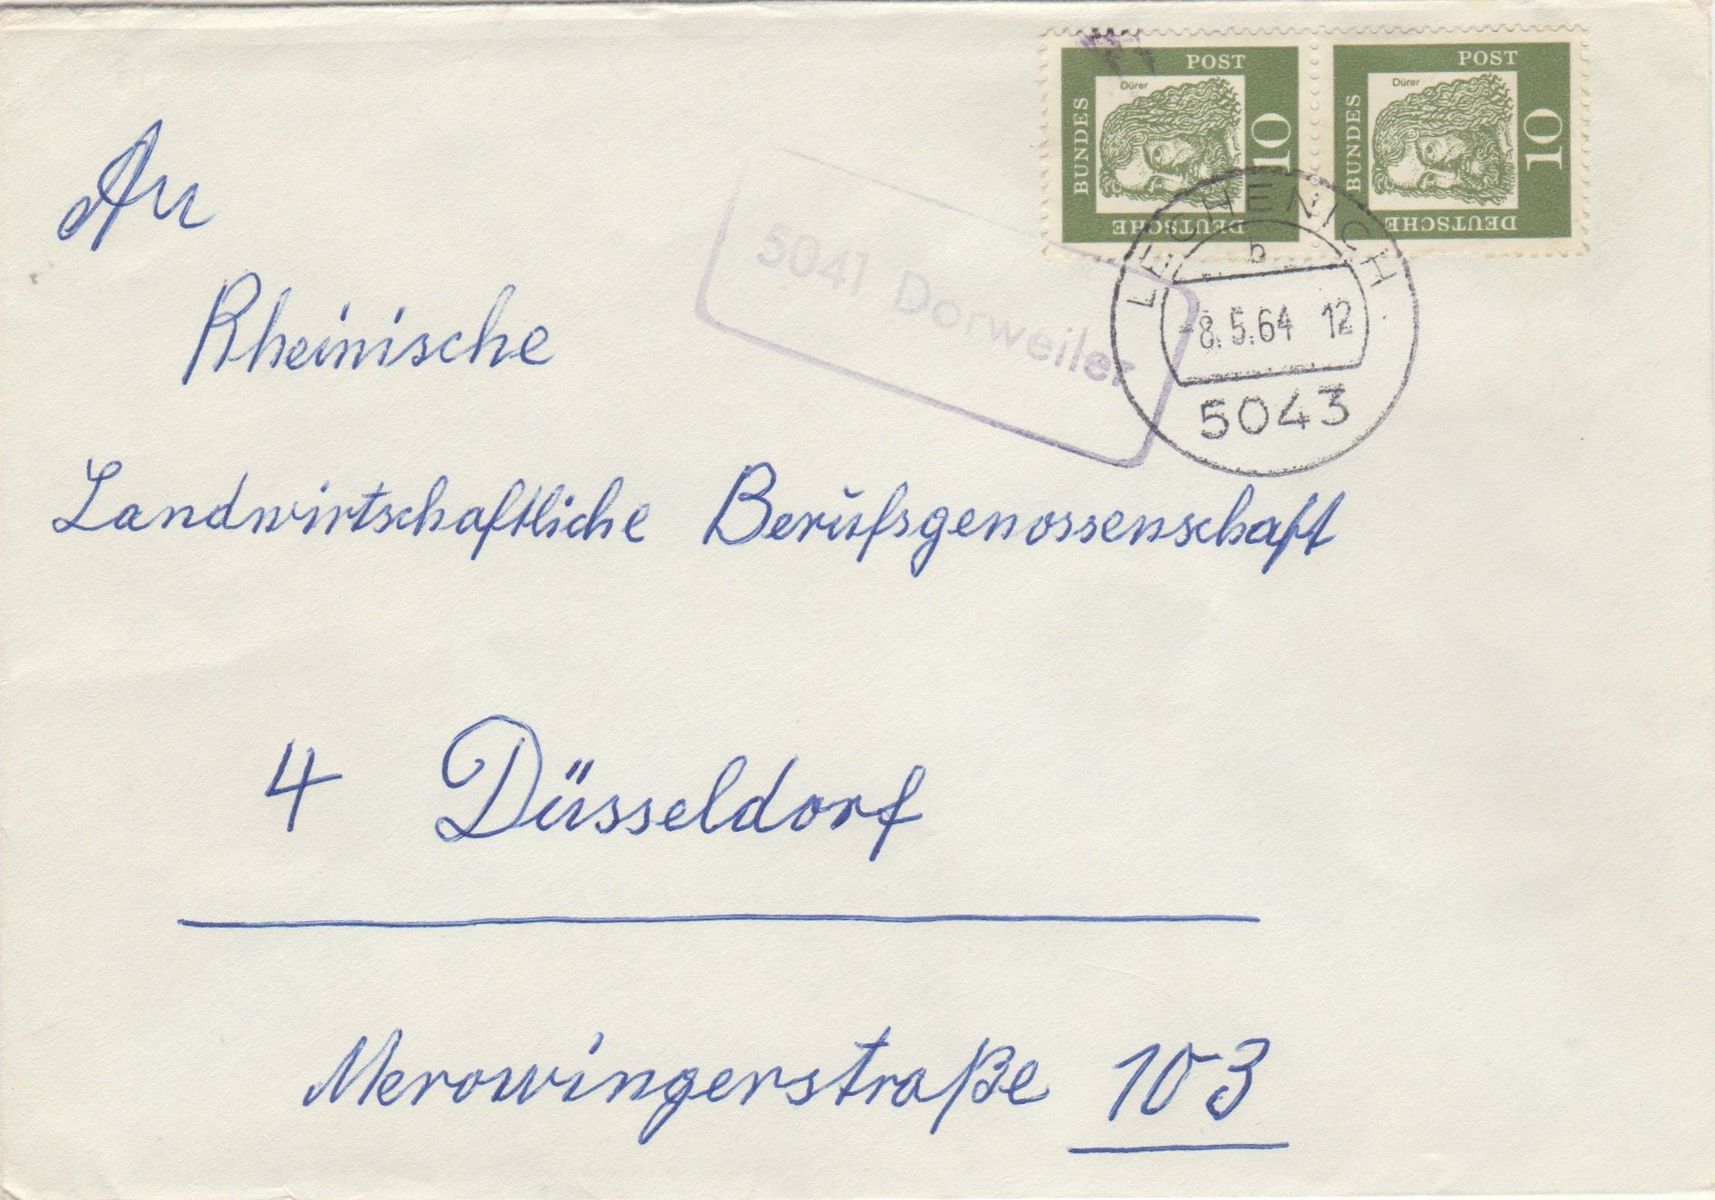 DEUTSCHE BUNDES POST 10
Dürer
DEUTSCHE BUNDES POST 10
Dürer
5041 Dorweiler
LECHENICH
b
-8.5.64 12
5043
An
Rheinische
Landwirtschaftliche Berufsgenossenschaft
4 Düsseldorf
Merowingerstraße 103